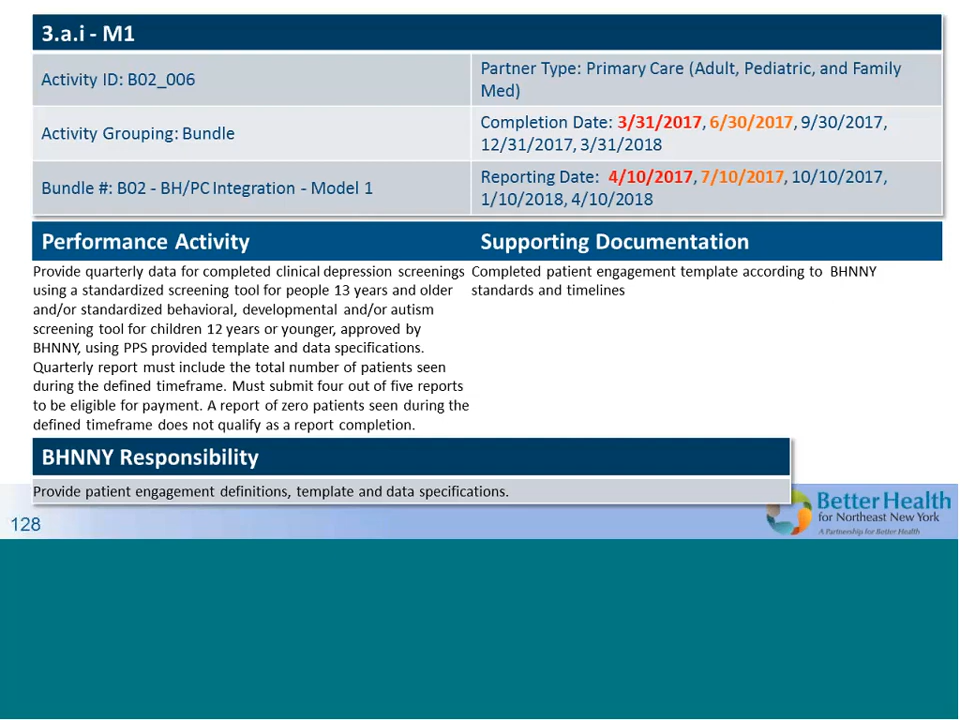 3.a.i - M1
Activity ID: B02_006
Partner Type: Primary Care (Adult, Pediatric, and Family
Med)
Activity Grouping: Bundle
Completion Date: 3/31/2017, 6/30/2017, 9/30/2017,
12/31/2017, 3/31/2018
Bundle #: B02 - BH/PC Integration - Model 1
Reporting Date: 4/10/2017, 7/10/2017, 10/10/2017,
1/10/2018, 4/10/2018
Performance Activity
Supporting Documentation
Provide quarterly data for completed clinical depression screenings
using a standardized screening tool for people 13 years and older
and/or standardized behavioral, developmental and/or autism
screening tool for children 12 years or younger, approved by
BHNNY, using PPS provided template and data specifications.
Quarterly report must include the total number of patients seen
during the defined timeframe. Must submit four out of five reports
to be eligible for payment. A report of zero patients seen during the
defined timeframe does not qualify as a report completion.
Completed patient engagement template according to BHNNY
standards and timelines
BHNNY Responsibility
Provide patient engagement definitions, template and data specifications.
128
Better Health
for Northeast New York
A Partnership for Better Health